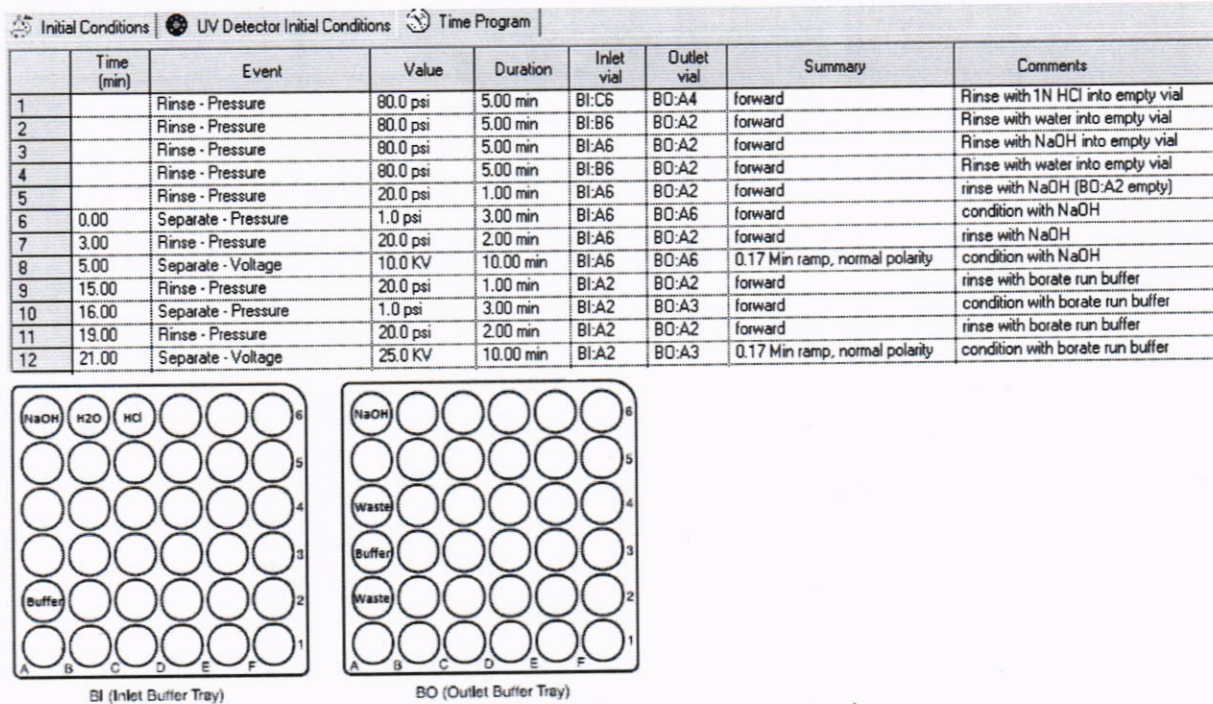 Initial Conditions UV Detector Initial Conditions Time Program
Time (min) Event Value Duration Inlet vial Outlet vial Summary Comments
1 Rinse - Pressure 80.0 psi 5.00 min BI:C6 BO:A4 forward Rinse with 1N HCl into empty vial
2 Rinse - Pressure 80.0 psi 5.00 min BI:B6 BO:A2 forward Rinse with water into empty vial
3 Rinse - Pressure 80.0 psi 5.00 min BI:A6 BO:A2 forward Rinse with NaOH into empty vial
4 Rinse - Pressure 80.0 psi 5.00 min BI:B6 BO:A2 forward Rinse with water into empty vial
5 Rinse - Pressure 20.0 psi 1.00 min BI:A6 BO:A2 forward rinse with NaOH (BO:A2 empty)
6 0.00 Separate - Pressure 1.0 psi 3.00 min BI:A6 BO:A6 forward condition with NaOH
7 3.00 Rinse - Pressure 20.0 psi 2.00 min BI:A6 BO:A2 forward rinse with NaOH
8 5.00 Separate - Voltage 10.0 KV 10.00 min BI:A6 BO:A6 0.17 Min ramp, normal polarity condition with NaOH
9 15.00 Rinse - Pressure 20.0 psi 1.00 min BI:A2 BO:A2 forward rinse with borate run buffer
10 16.00 Separate - Pressure 1.0 psi 3.00 min BI:A2 BO:A3 forward condition with borate run buffer
11 19.00 Rinse - Pressure 20.0 psi 2.00 min BI:A2 BO:A2 forward rinse with borate run buffer
12 21.00 Separate - Voltage 25.0 KV 10.00 min BI:A2 BO:A3 0.17 Min ramp, normal polarity condition with borate run buffer
NaOH H2O HCl 6
5
4
3
Buffer 2
1
A B C D E F
BI (Inlet Buffer Tray)
NaOH 6
5
Waste 4
Buffer 3
Waste 2
1
A B C D E F
BO (Outlet Buffer Tray)